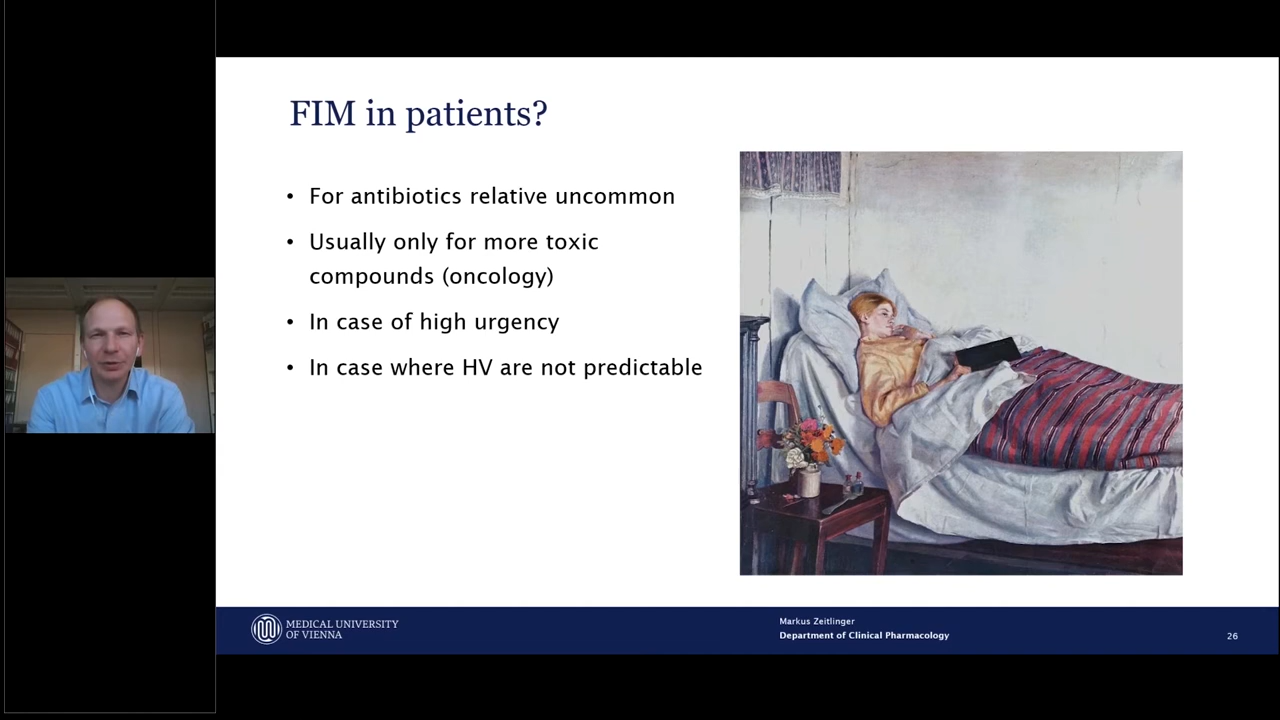 FIM in patients?
• For antibiotics relative uncommon
• Usually only for more toxic
compounds (oncology)
• In case of high urgency
• In case where HV are not predictable
MEDICAL UNIVERSITY
OF VIENNA
Markus Zeitlinger
Department of Clinical Pharmacology
26